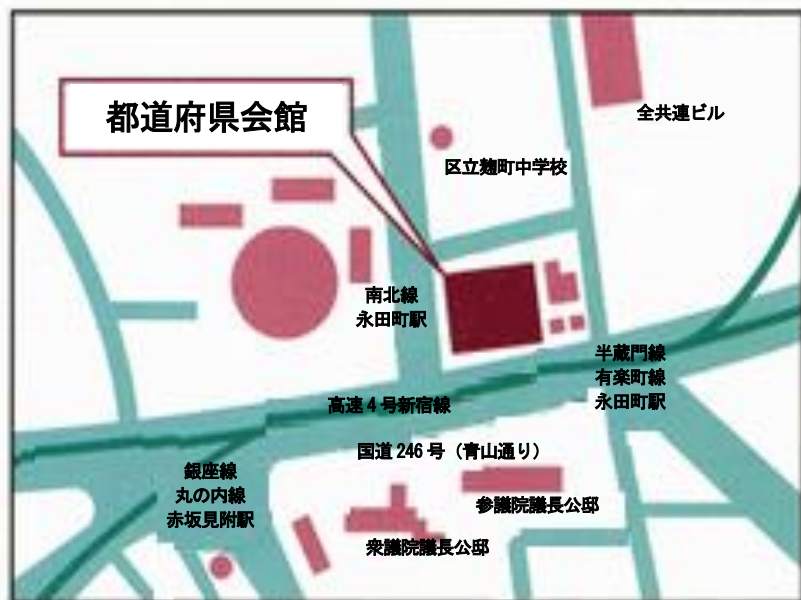 全共連ビル
都道府県会館
区立麹町中学校
南北線
永田町駅
半蔵門線
有楽町線
永田町駅
高速4号新宿線
国道246号（青山通り）
銀座線
丸の内線
赤坂見附駅
参議院議長公邸
衆議院議長公邸